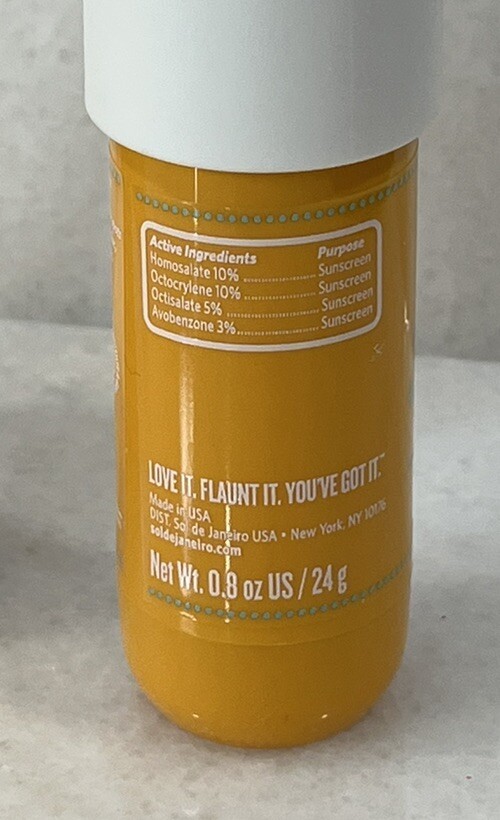 Active Ingredients Purpose
Homosalate 10% Sunscreen
Octocrylene 10% Sunscreen
Octisalate 5% Sunscreen
Avobenzone 3% Sunscreen
LOVE IT. FLAUNT IT. YOU'VE GOT IT.™
Made in USA
DIST. Sol de Janeiro USA • New York, NY 10176
soldejaneiro.com
Net Wt. 0.8 oz US / 24 g